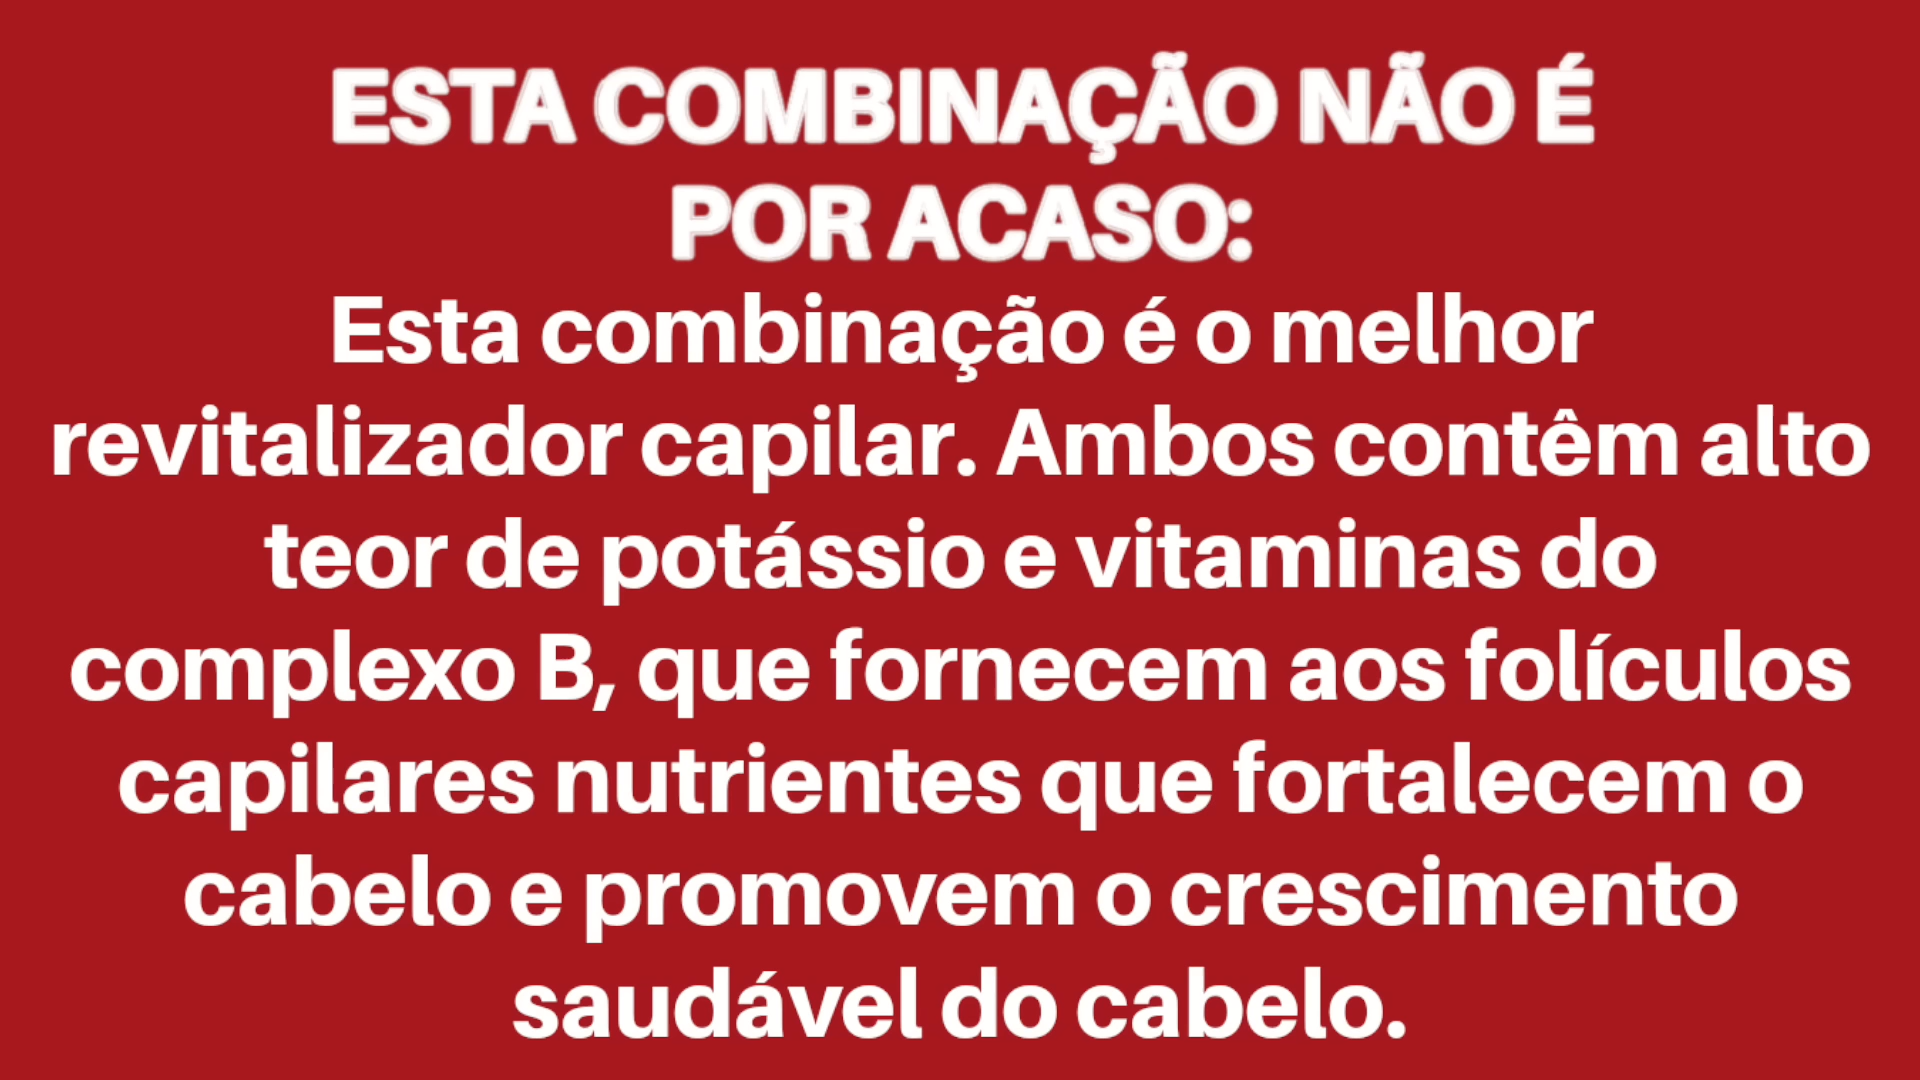 ESTA COMBINAÇÃO NÃO É
POR ACASO:
Esta combinação é o melhor
revitalizador capilar. Ambos contêm alto
teor de potássio e vitaminas do
complexo B, que fornecem aos folículos
capilares nutrientes que fortalecem o
cabelo e promovem o crescimento
saudável do cabelo.